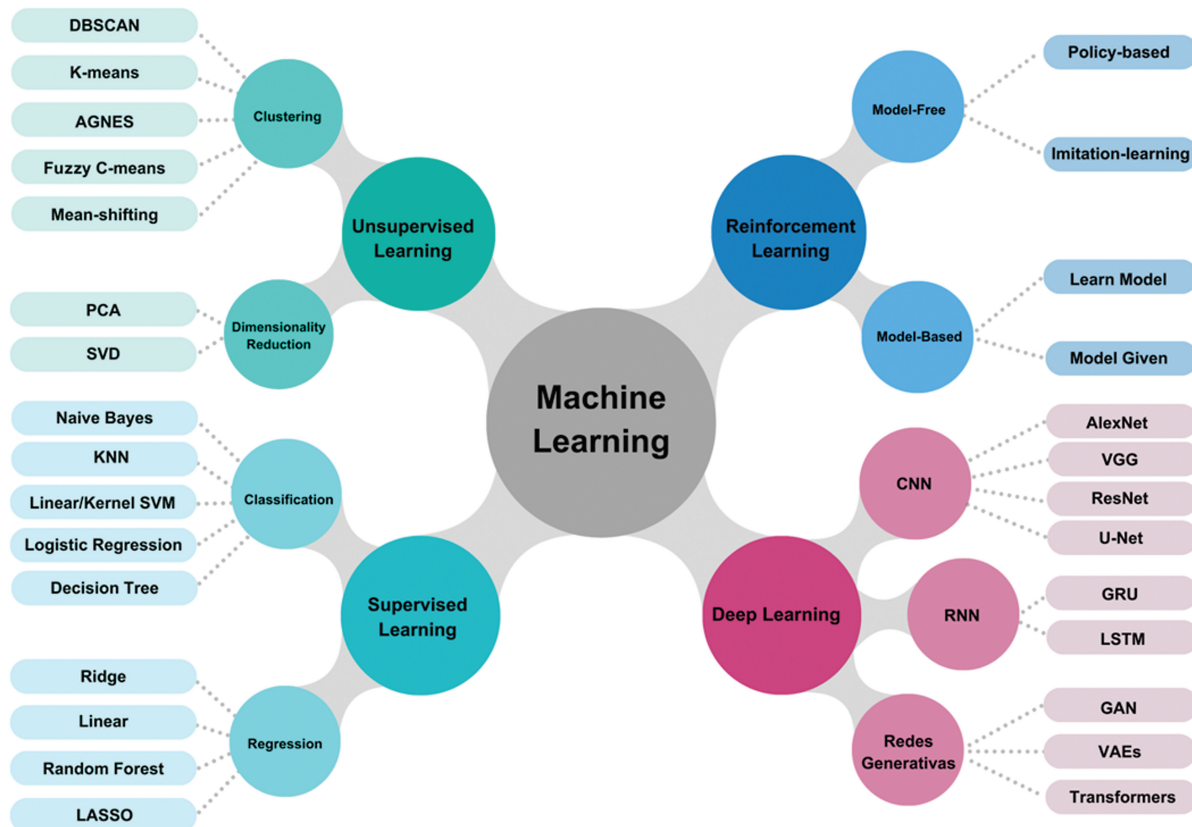 DBSCAN
K-means
AGNES
Fuzzy C-means
Mean-shifting
Clustering
Unsupervised
Learning
PCA
SVD
Dimensionality
Reduction
Naive Bayes
KNN
Linear/Kernel SVM
Logistic Regression
Decision Tree
Classification
Supervised
Learning
Ridge
Linear
Random Forest
LASSO
Regression
Machine
Learning
Reinforcement
Learning
Model-Free
Policy-based
Imitation-learning
Model-Based
Learn Model
Model Given
Deep Learning
CNN
AlexNet
VGG
ResNet
U-Net
RNN
GRU
LSTM
Redes
Generativas
GAN
VAEs
Transformers